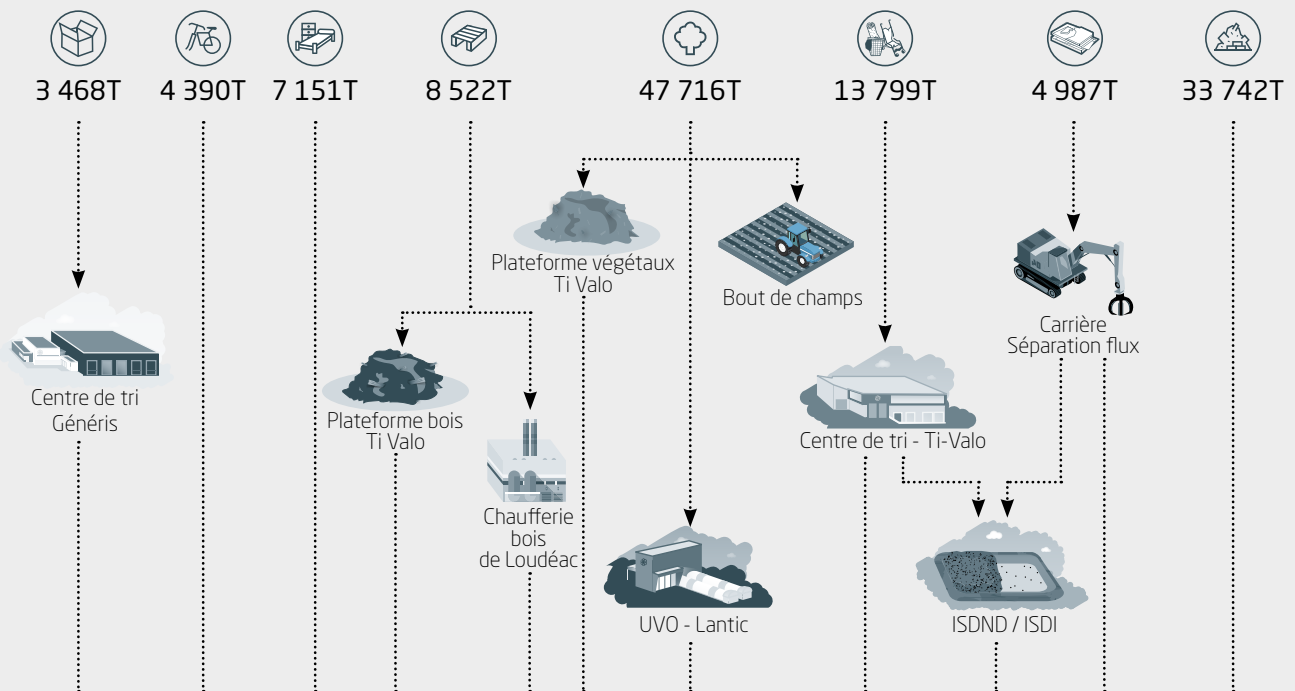 3 468T 4 390T 7 151T 8 522T 47 716T 13 799T 4 987T 33 742T
Plateforme végétaux
Ti Valo
Bout de champs
Carrière
Séparation flux
Centre de tri
Généris
Plateforme bois
Ti Valo
Centre de tri - Ti-Valo
Chaufferie
bois
de Loudéac
UVO - Lantic
ISDND / ISDI